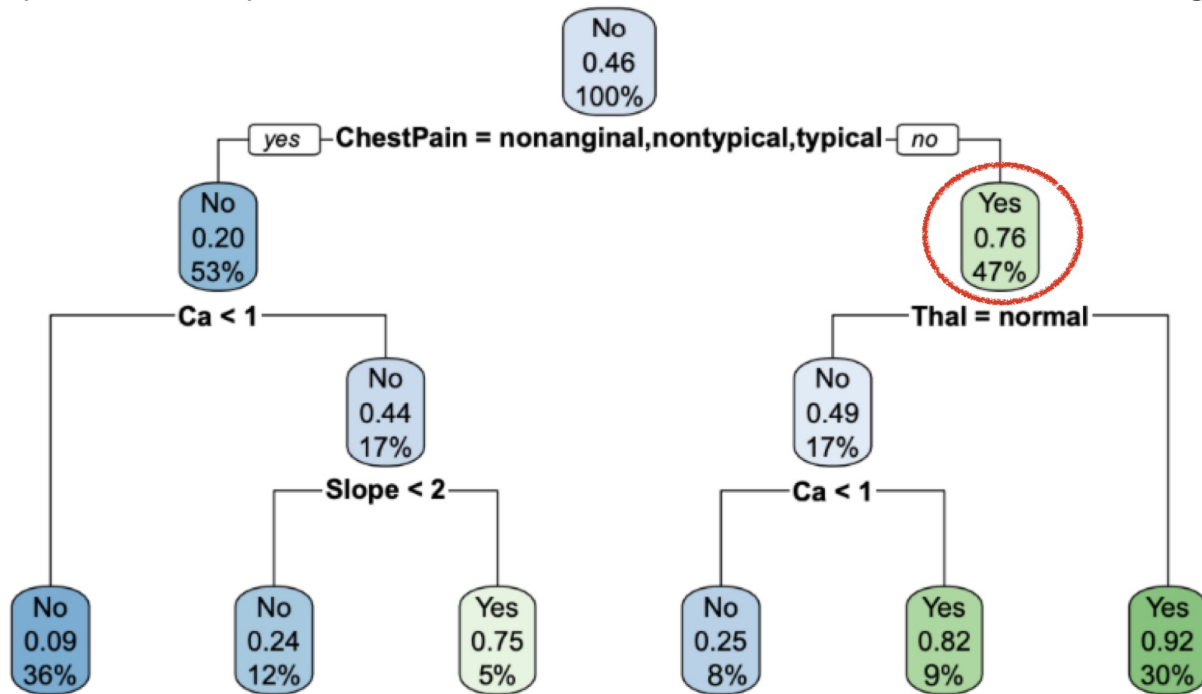 No
0.46
100%
yes ChestPain = nonanginal,nontypical,typical no
No
0.20
53%
Yes
0.76
47%
Ca < 1
Thal = normal
No
0.44
17%
No
0.49
17%
Slope < 2
Ca < 1
No
0.09
36%
No
0.24
12%
Yes
0.75
5%
No
0.25
8%
Yes
0.82
9%
Yes
0.92
30%